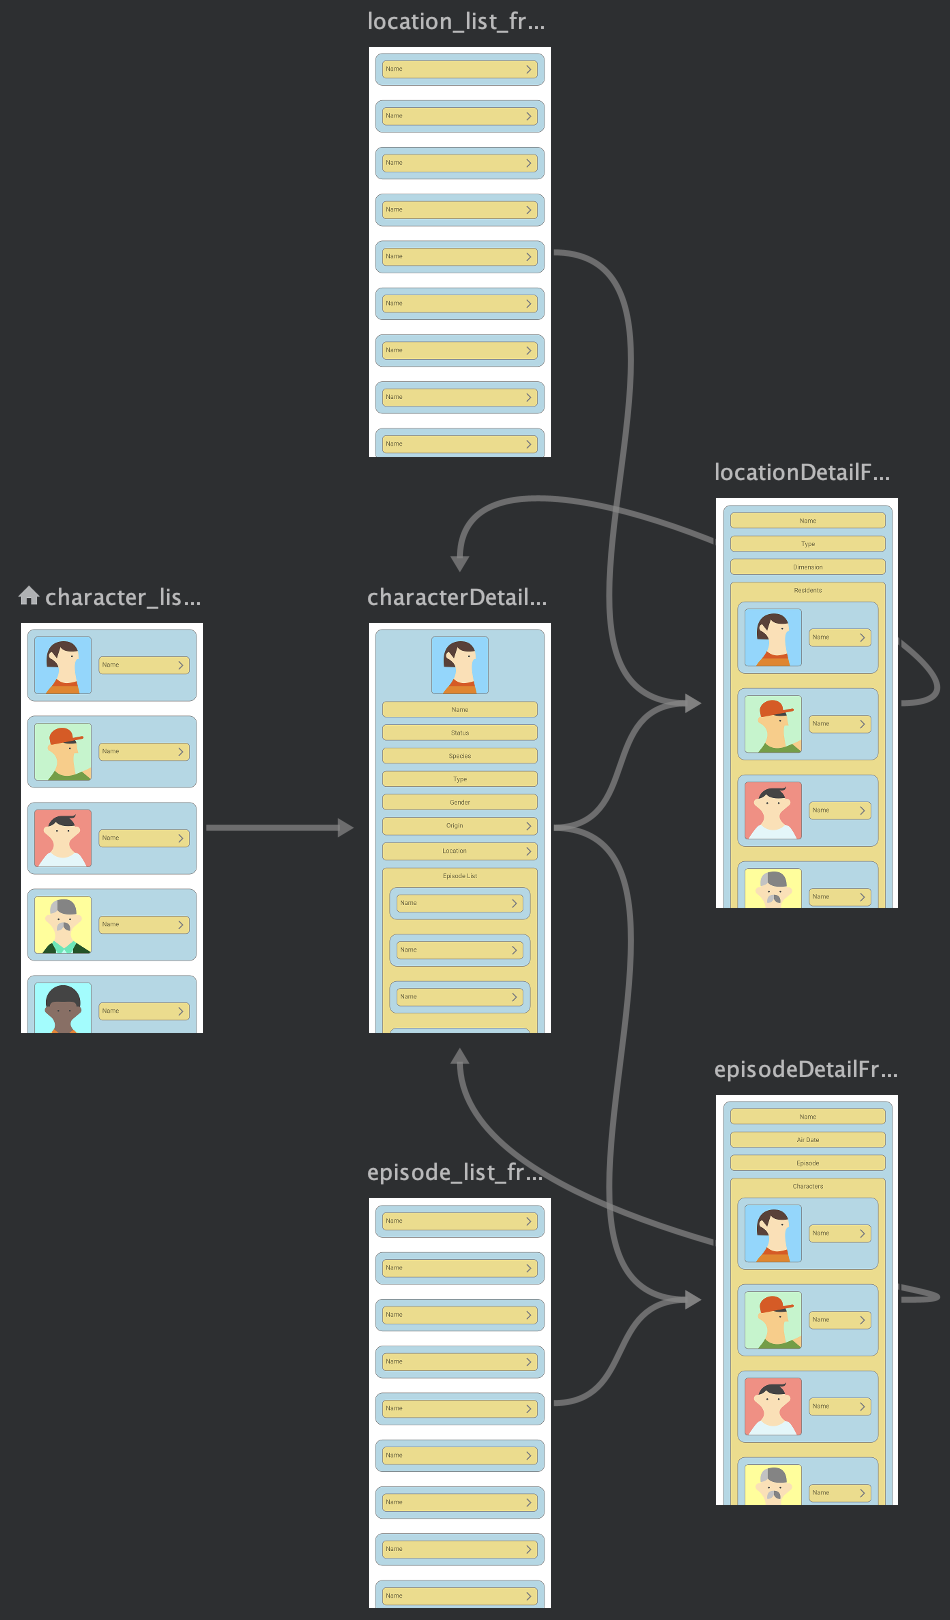 location_list_fr...
Name
Name
Name
Name
Name
Name
Name
Name
Name
locationDetailF...
Name
Type
Dimension
Residents
Name
Name
Name
Name
character_lis...
Name
Name
Name
Name
Name
characterDetail...
Name
Status
Species
Type
Gender
Origin
Location
Episode List
Name
Name
Name
episodeDetailFr...
Name
Air Date
Episode
Characters
Name
Name
Name
Name
episode_list_fr...
Name
Name
Name
Name
Name
Name
Name
Name
Name